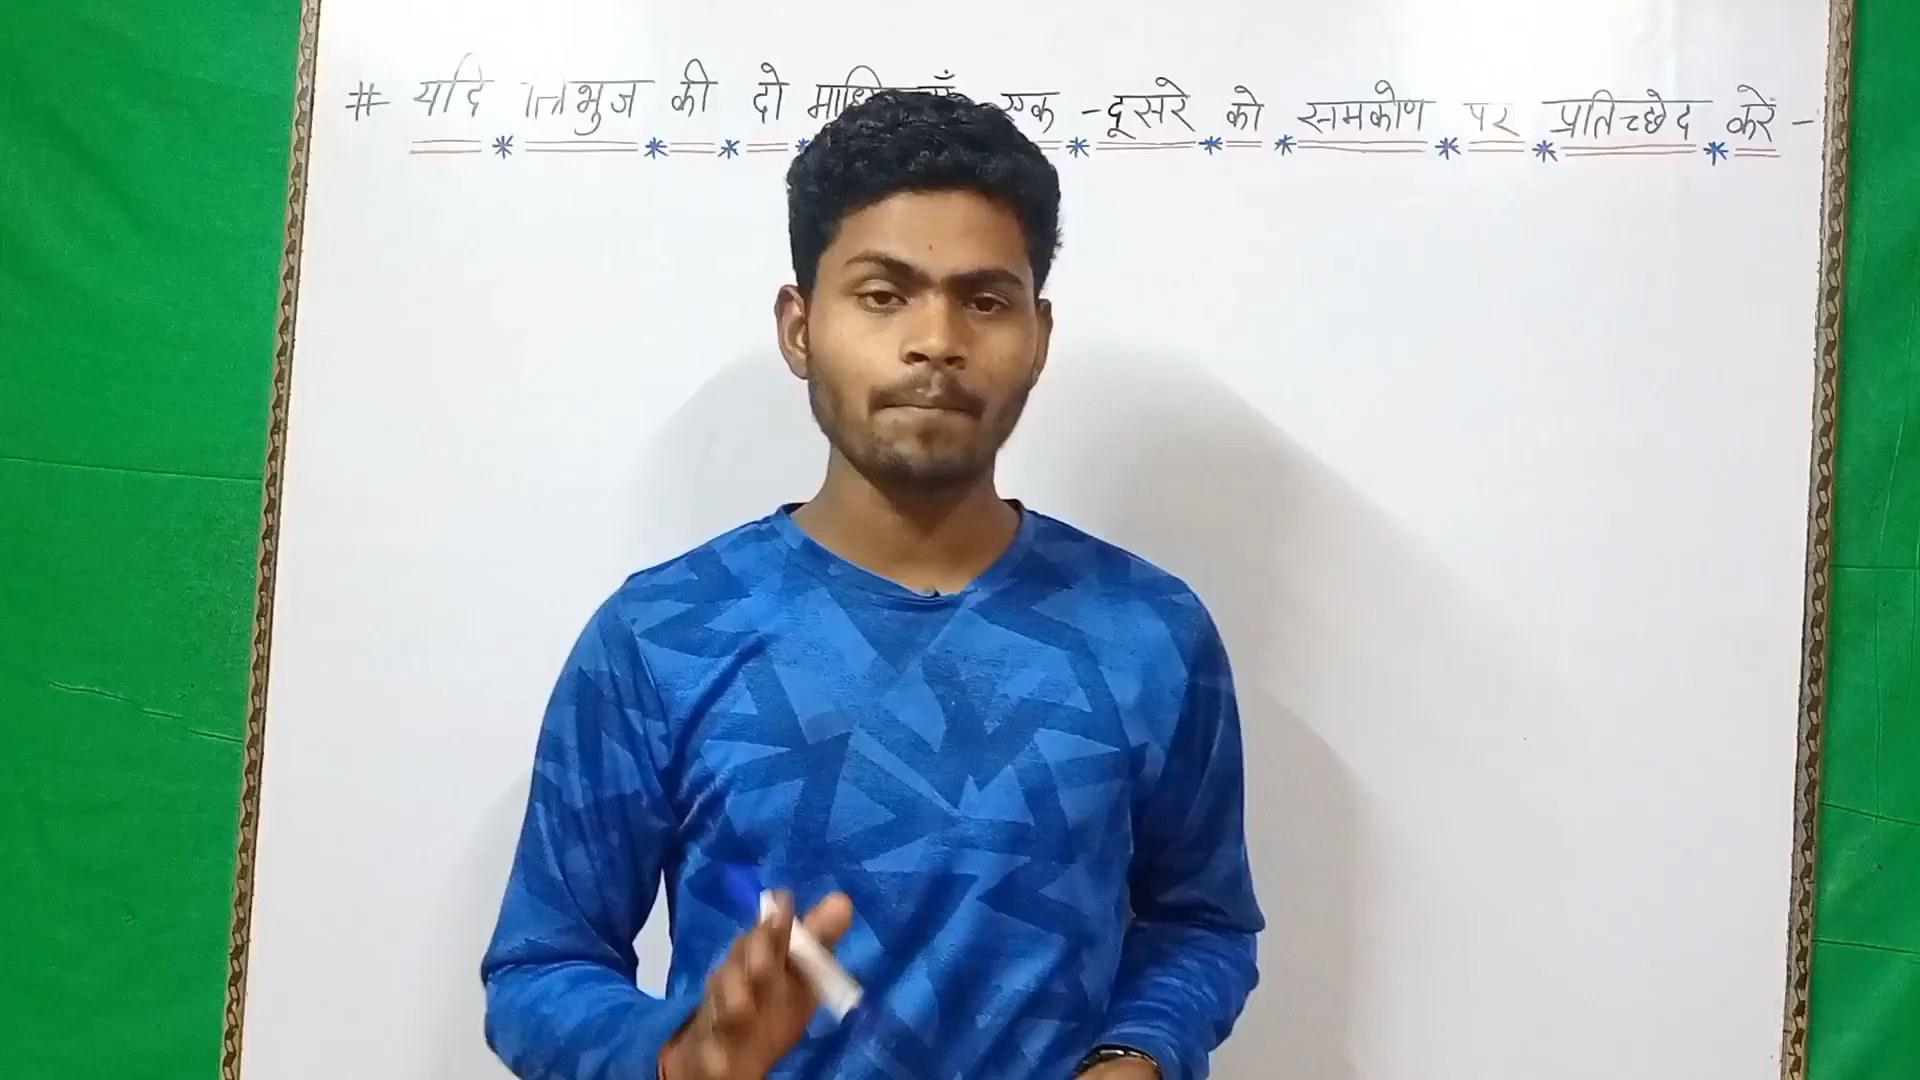 # यदि त्रिभुज की दो एक - दूसरे को समकोण पर प्रतिच्छेद करें -